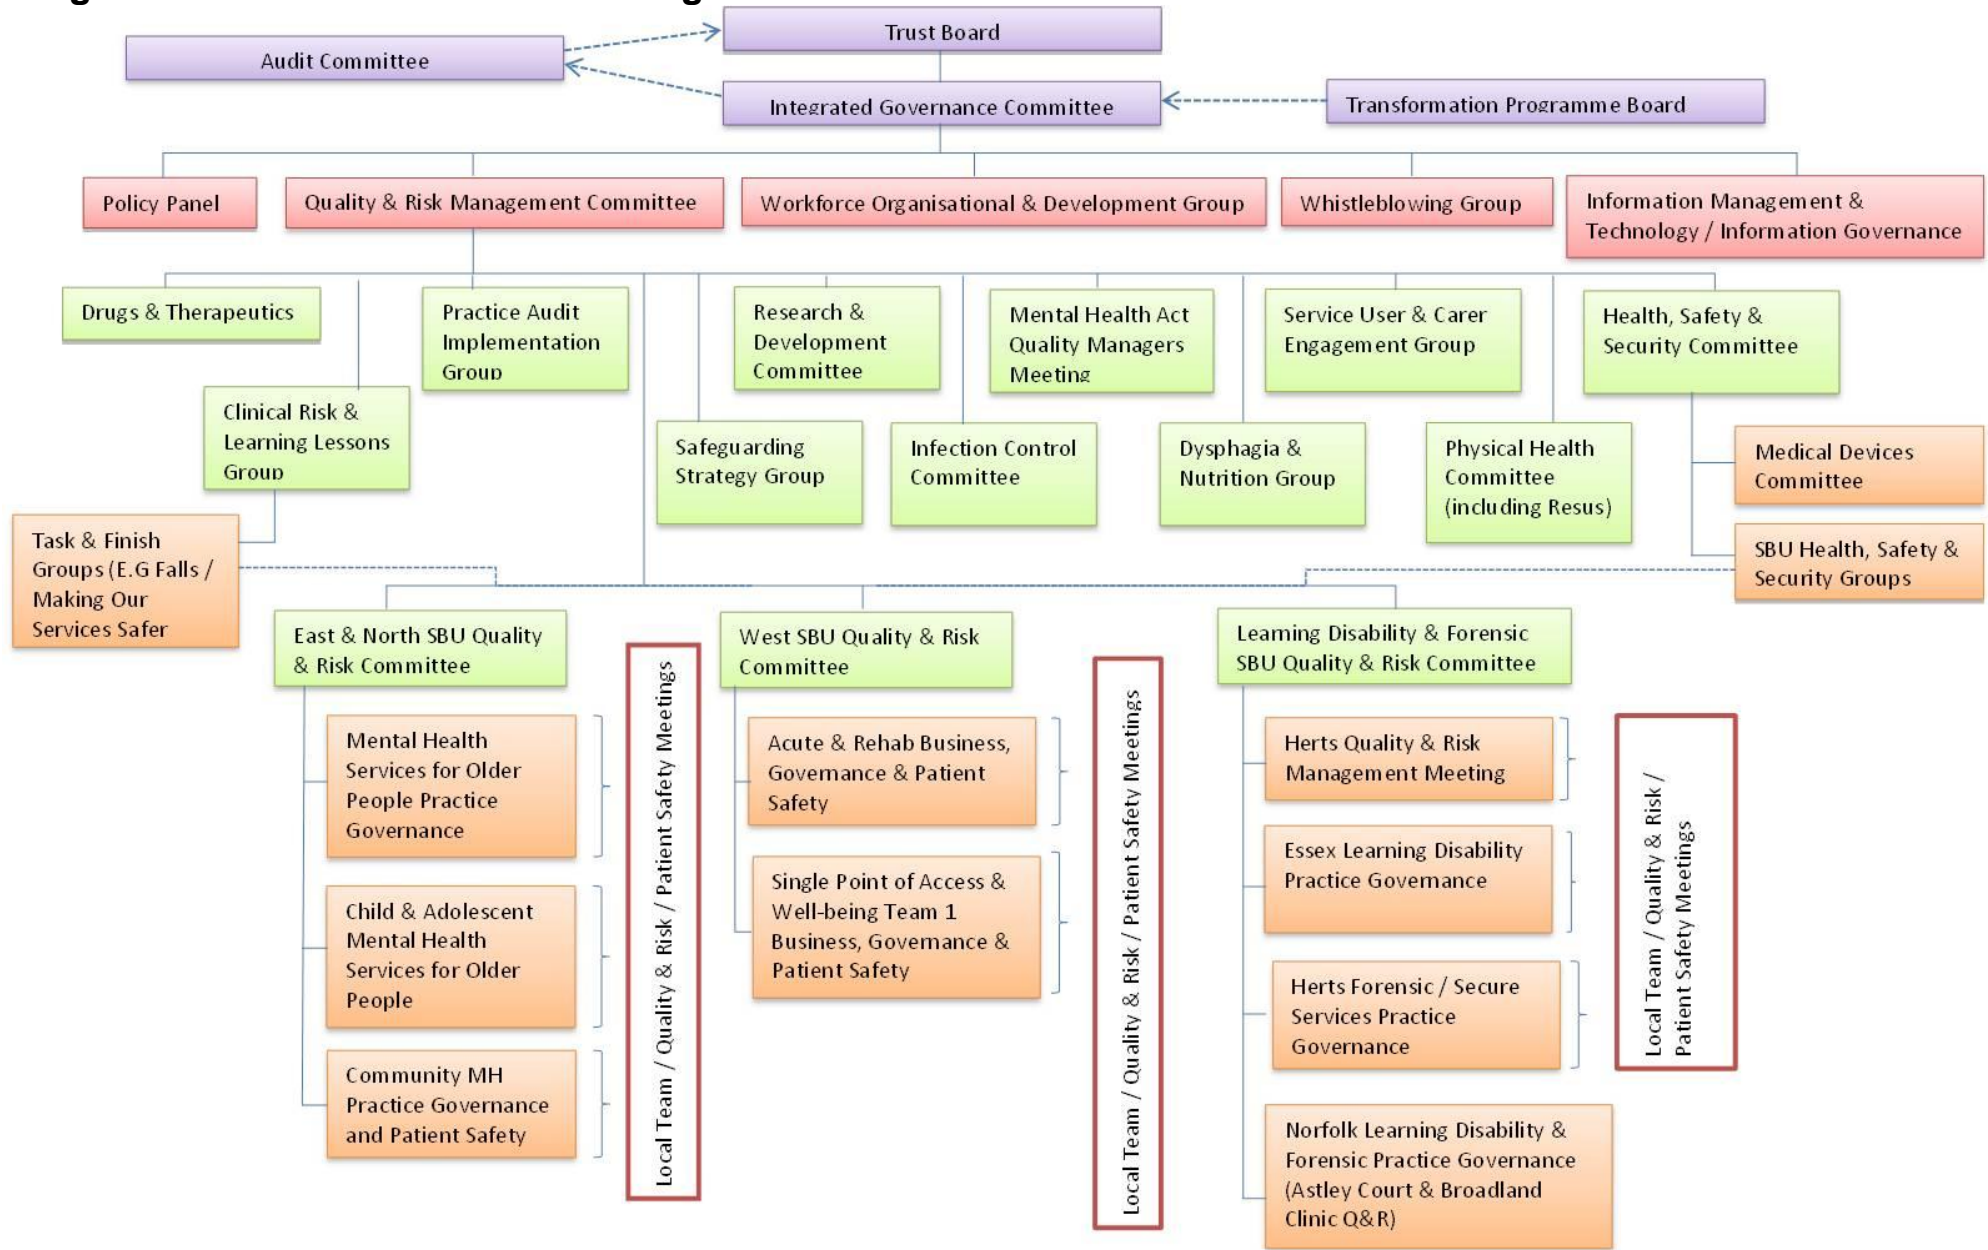 Trust Board
Audit Committee
Integrated Governance Committee
Transformation Programme Board
Policy Panel
Quality & Risk Management Committee
Workforce Organisational & Development Group
Whistleblowing Group
Information Management &
Technology / Information Governance
Drugs & Therapeutics
Practice Audit
Implementation
Group
Research &
Development
Committee
Mental Health Act
Quality Managers
Meeting
Service User & Carer
Engagement Group
Health, Safety &
Security Committee
Clinical Risk &
Learning Lessons
Group
Safeguarding
Strategy Group
Infection Control
Committee
Dysphagia &
Nutrition Group
Physical Health
Committee
(including Resus)
Medical Devices
Committee
Task & Finish
Groups (E.G Falls /
Making Our
Services Safer
SBU Health, Safety &
Security Groups
East & North SBU Quality
& Risk Committee
West SBU Quality & Risk
Committee
Learning Disability & Forensic
SBU Quality & Risk Committee
Mental Health
Services for Older
People Practice
Governance
Child & Adolescent
Mental Health
Services for Older
People
Community MH
Practice Governance
and Patient Safety
Local Team / Quality & Risk / Patient Safety Meetings
Acute & Rehab Business,
Governance & Patient
Safety
Single Point of Access &
Well-being Team 1
Business, Governance &
Patient Safety
Local Team / Quality & Risk / Patient Safety Meetings
Herts Quality & Risk
Management Meeting
Essex Learning Disability
Practice Governance
Herts Forensic / Secure
Services Practice
Governance
Norfolk Learning Disability &
Forensic Practice Governance
(Astley Court & Broadland
Clinic Q&R)
Local Team / Quality & Risk /
Patient Safety Meetings